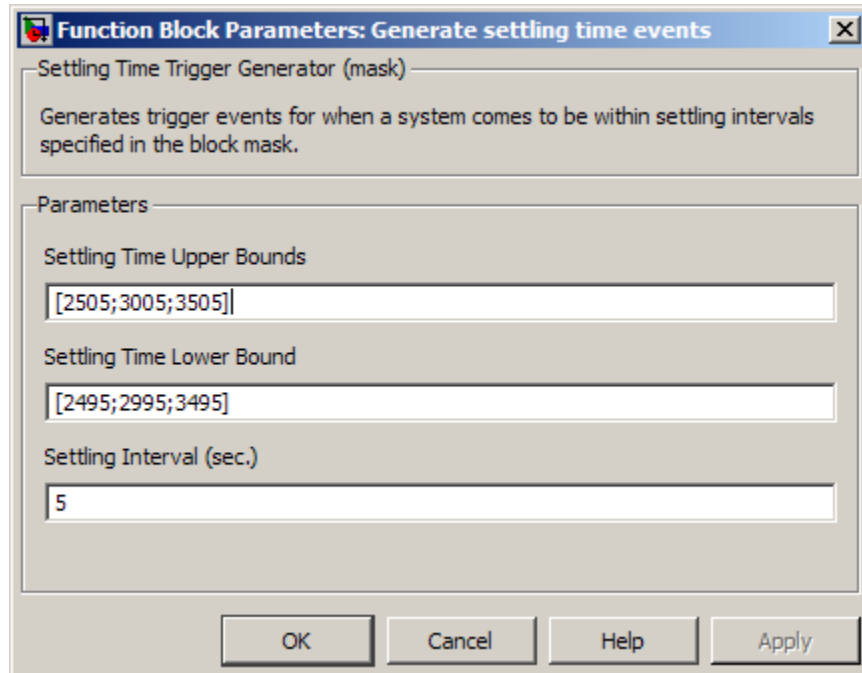 Function Block Parameters: Generate settling time events
Settling Time Trigger Generator (mask)
Generates trigger events for when a system comes to be within settling intervals
specified in the block mask.
Parameters
Settling Time Upper Bounds
[2505;3005;3505]
Settling Time Lower Bound
[2495;2995;3495]
Settling Interval (sec.)
5
OK Cancel Help Apply